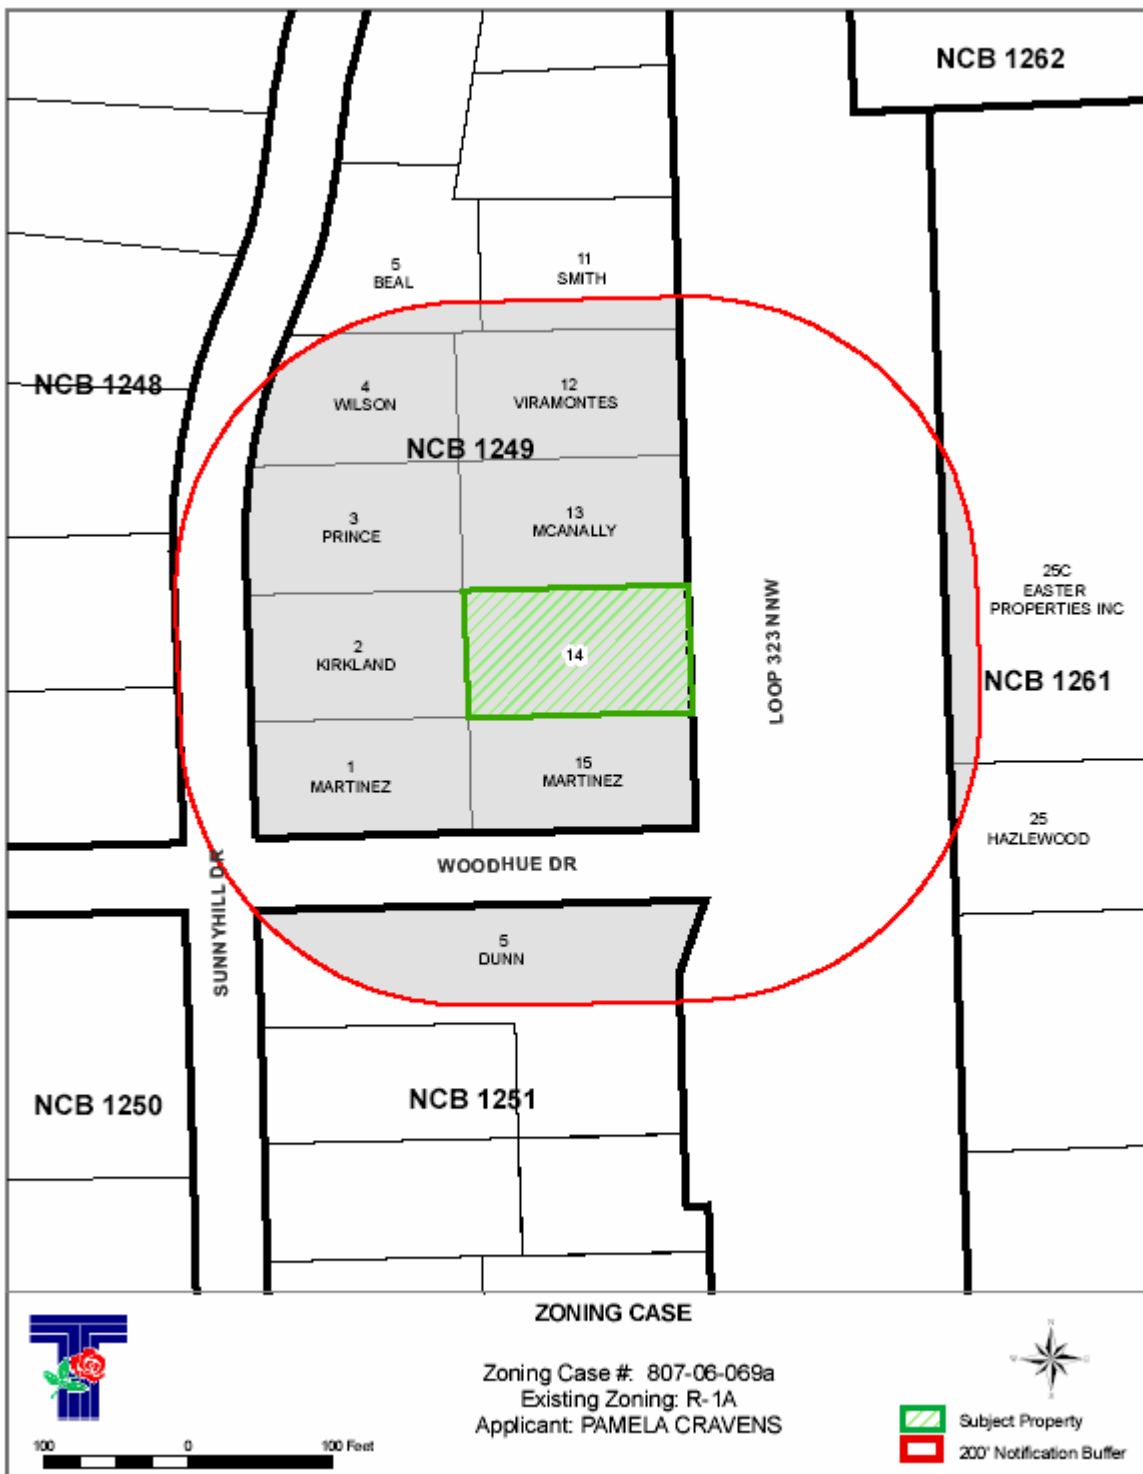 NCB 1262
5
BEAL
11
SMITH
NCB 1248
4
WILSON
12
VIRAMONTES
NCB 1249
3
PRINCE
13
MCANALLY
25C
EASTER
PROPERTIES INC
LOOP 323 NNW
2
KIRKLAND
14
NCB 1261
1
MARTINEZ
15
MARTINEZ
25
HAZLEWOOD
WOODHUE DR
SUNNYHILL DR
5
DUNN
NCB 1250
NCB 1251
ZONING CASE
Zoning Case #: 807-06-069a
Existing Zoning: R-1A
Applicant: PAMELA CRAVENS
N
W
S
Subject Property
200' Notification Buffer
100 0 100 Feet